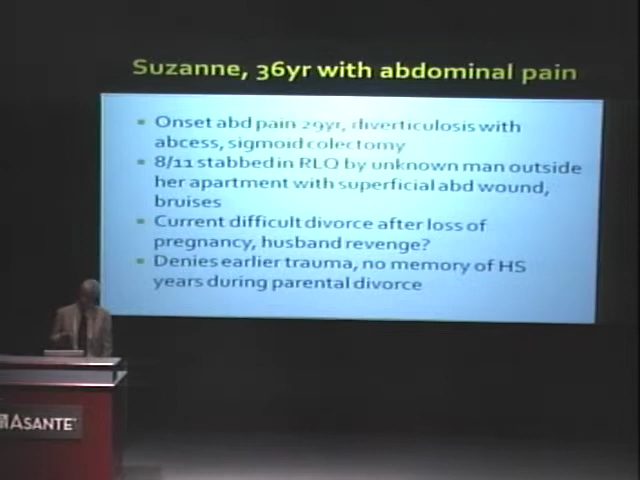 Suzanne, 36yr with abdominal pain
Onset abd pain 29yr, diverticulosis with
abcess, sigmoid colectomy
8/11 stabbed in RLQ by unknown man outside
her apartment with superficial abd wound,
bruises
Current difficult divorce after loss of
pregnancy, husband revenge?
Denies earlier trauma, no memory of HS
years during parental divorce
ASANTE